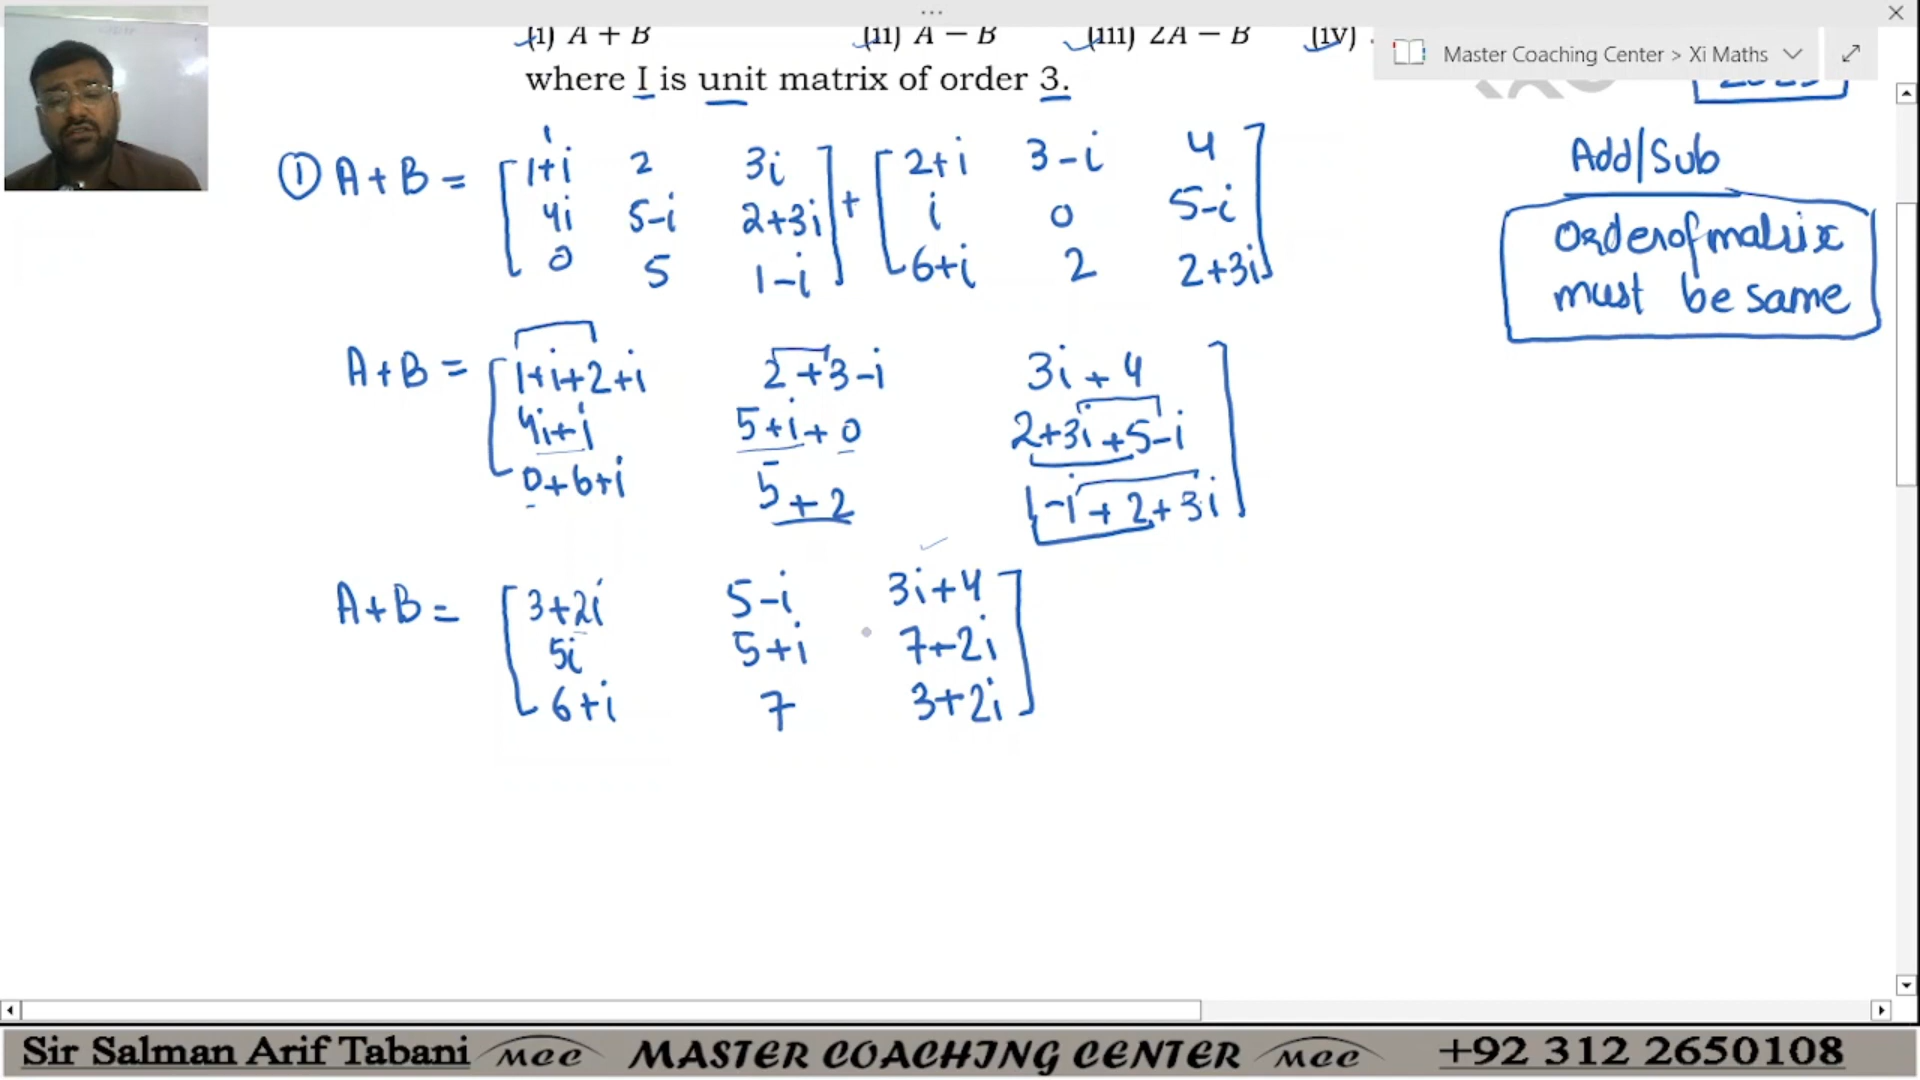 (i) A + B (ii) A − B (iii) 2A − B (iv)
Master Coaching Center > Xi Maths
where I is unit matrix of order 3.
① A+B = [1+i 2 3i] + [2+i 3-i 4]
4i 5-i 2+3i i 0 5-i
0 5 1-i 6+i 2 2+3i
Add/Sub
Order of matrix
must be same
A+B = [1+i+2+i 2+3-i 3i+4]
4i+i 5+i+0 2+3i+5-i
0+6+i 5+2 1-i+2+3i
A+B = [3+2i 5-i 3i+4]
5i 5+i 7+2i
6+i 7 3+2i
Sir Salman Arif Tabani MCC MASTER COACHING CENTER MCC +92 312 2650108